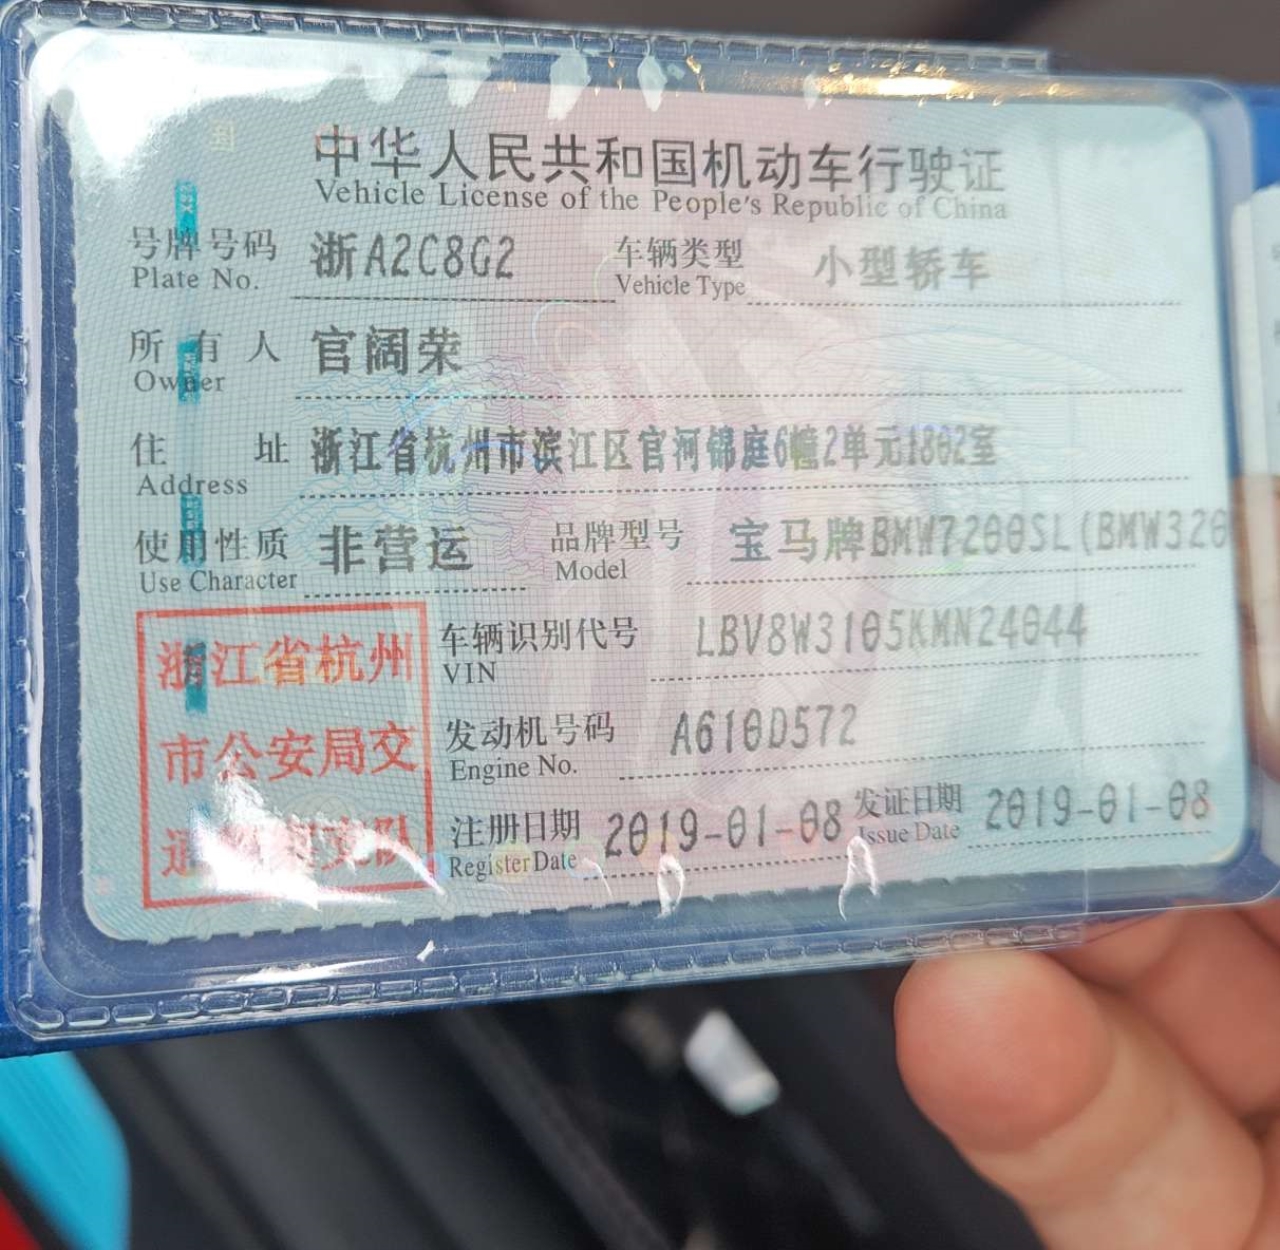 中华人民共和国机动车行驶证
Vehicle License of the People's Republic of China
号牌号码 浙A2C8G2 车辆类型 小型轿车
Plate No. Vehicle Type
所有人 官阔荣
Owner
住址 浙江省杭州市滨江区官河锦庭6幢2单元1802室
Address
使用性质 非营运 品牌型号 宝马牌BMW7200SL(BMW320
Use Character Model
浙江省杭州
市公安局交
车辆识别代号 LBV8W3105KMN24044
VIN
发动机号码 A610D572
Engine No.
注册日期 2019-01-08 发证日期 2019-01-08
Register Date Issue Date